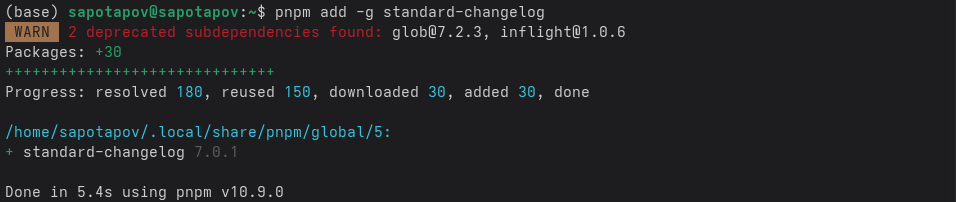 (base) sapotapov@sapotapov:~$ pnpm add -g standard-changelog
WARN 2 deprecated subdependencies found: glob@7.2.3, inflight@1.0.6
Packages: +30
++++++++++++++++++++++++++++++
Progress: resolved 180, reused 150, downloaded 30, added 30, done
/home/sapotapov/.local/share/pnpm/global/5:
+ standard-changelog 7.0.1
Done in 5.4s using pnpm v10.9.0